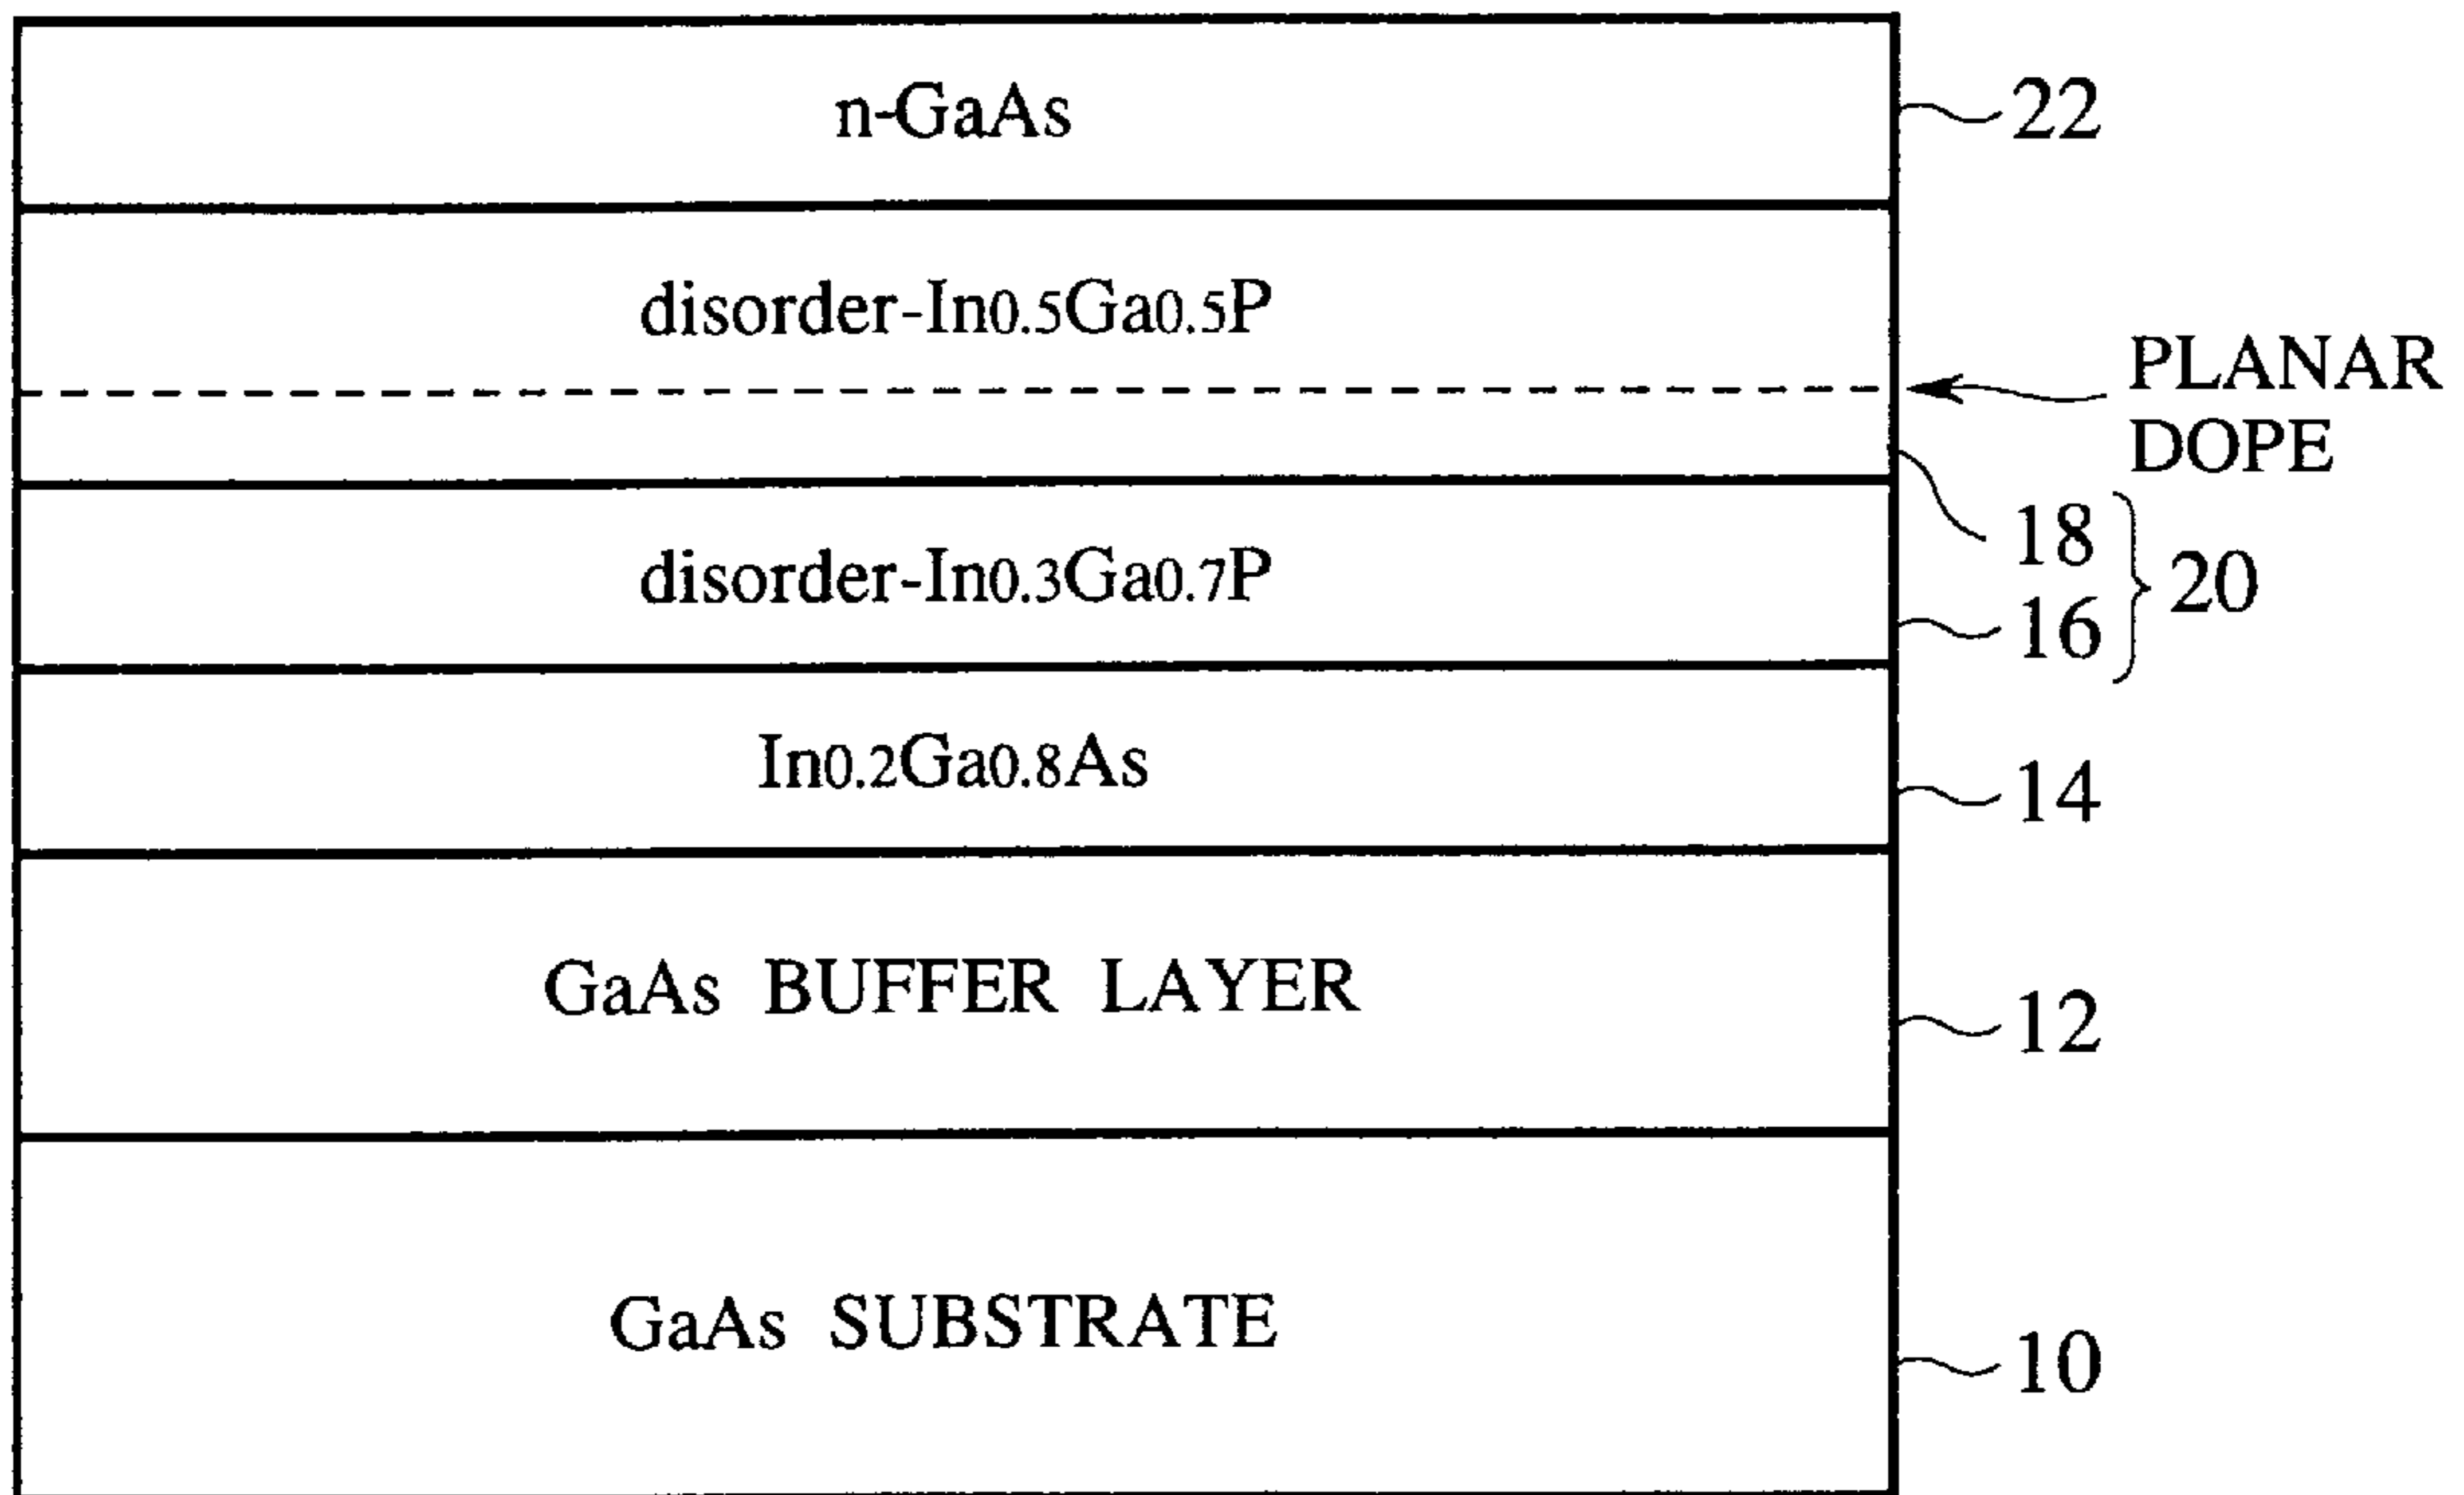 n-GaAs
22
disorder-In0.5Ga0.5P
PLANAR
DOPE
18
disorder-In0.3Ga0.7P
20
16
In0.2Ga0.8As
14
GaAs BUFFER LAYER
12
GaAs SUBSTRATE
10